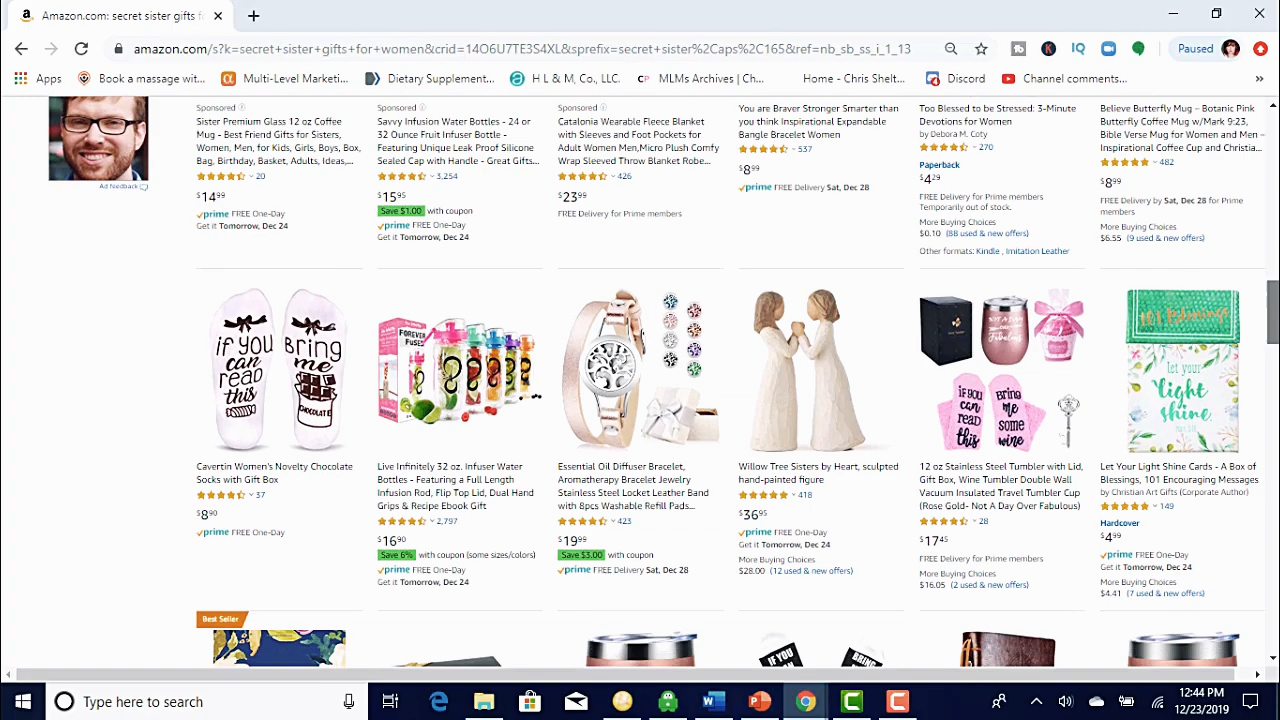 Amazon.com: secret sister gifts f
amazon.com/s?k=secret+sister+gifts+for+women&crid=14O6U7TE3S4XL&sprefix=secret+sister%2Caps%2C165&ref=nb_sb_ss_i_1_13
Paused
Apps
Book a massage wit...
Multi-Level Marketi...
Dietary Supplement...
H L & M, Co., LLC.
MLMs Archives | Ch...
Home - Chris Shelt...
Discord
Channel comments...
»
Ad feedback
Sponsored
Sister Premium Glass 12 oz Coffee
Mug - Best Friend Gifts for Sisters,
Women, Men, for Kids, Girls, Boys, Box,
Bag, Birthday, Basket, Adults, Ideas,...
20
$14 99
prime FREE One-Day
Get it Tomorrow, Dec 24
Sponsored
Savvy Infusion Water Bottles - 24 or
32 Ounce Fruit Infuser Bottle -
Featuring Unique Leak Proof Silicone
Sealed Cap with Handle - Great Gifts...
3,254
$15 95
Save $1.00 with coupon
prime FREE One-Day
Get it Tomorrow, Dec 24
Sponsored
Catalonia Wearable Fleece Blanket
with Sleeves and Foot Pockets for
Adult Women Men,Micro Plush Comfy
Wrap Sleeved Throw Blanket Robe...
426
$23 99
FREE Delivery for Prime members
You are Braver Stronger Smarter than
you think Inspirational Expandable
Bangle Bracelet Women
537
$8 99
prime FREE Delivery Sat, Dec 28
Too Blessed to be Stressed: 3-Minute
Devotions for Women
by Debora M. Coty
270
Paperback
$4 29
FREE Delivery for Prime members
Temporarily out of stock.
More Buying Choices
$0.10 (88 used & new offers)
Other formats: Kindle , Imitation Leather
Believe Butterfly Mug – Botanic Pink
Butterfly Coffee Mug w/Mark 9:23,
Bible Verse Mug for Women and Men –
Inspirational Coffee Cup and Christia...
482
$8 99
FREE Delivery by Sat, Dec 28 for Prime
members
More Buying Choices
$6.55 (9 used & new offers)
if you
can
read
this
Bring
me
CHOCOLATE
Cavertin Women's Novelty Chocolate
Socks with Gift Box
37
$8 90
prime FREE One-Day
FOREVER
FUSES
Live Infinitely 32 oz. Infuser Water
Bottles - Featuring a Full Length
Infusion Rod, Flip Top Lid, Dual Hand
Grips & Recipe Ebook Gift
2,797
$16 90
Save 6% with coupon (some sizes/colors)
prime FREE One-Day
Get it Tomorrow, Dec 24
Essential Oil Diffuser Bracelet,
Aromatherapy Bracelet Jewelry
Stainless Steel Locket Leather Band
with 8pcs Washable Refill Pads...
423
$19 99
Save $3.00 with coupon
prime FREE Delivery Sat, Dec 28
Willow Tree Sisters by Heart, sculpted
hand-painted figure
418
$36 95
prime FREE One-Day
Get it Tomorrow, Dec 24
More Buying Choices
$28.00 (12 used & new offers)
NOT A DAY
Fabulous
if you
can
read
this
Bring
me
some
wine
12 oz Stainless Steel Tumbler with Lid,
Gift Box, Wine Tumbler Double Wall
Vacuum Insulated Travel Tumbler Cup
(Rose Gold- Not A Day Over Fabulous)
28
$17 45
FREE Delivery for Prime members
More Buying Choices
$16.05 (2 used & new offers)
101 Blessings
let your
light
shine
Let Your Light Shine Cards - A Box of
Blessings, 101 Encouraging Messages
by Christian Art Gifts (Corporate Author)
149
Hardcover
$4 99
prime FREE One-Day
Get it Tomorrow, Dec 24
More Buying Choices
$4.41 (7 used & new offers)
Best Seller
IF YOU
BRING
Type here to search
12:44 PM
12/23/2019